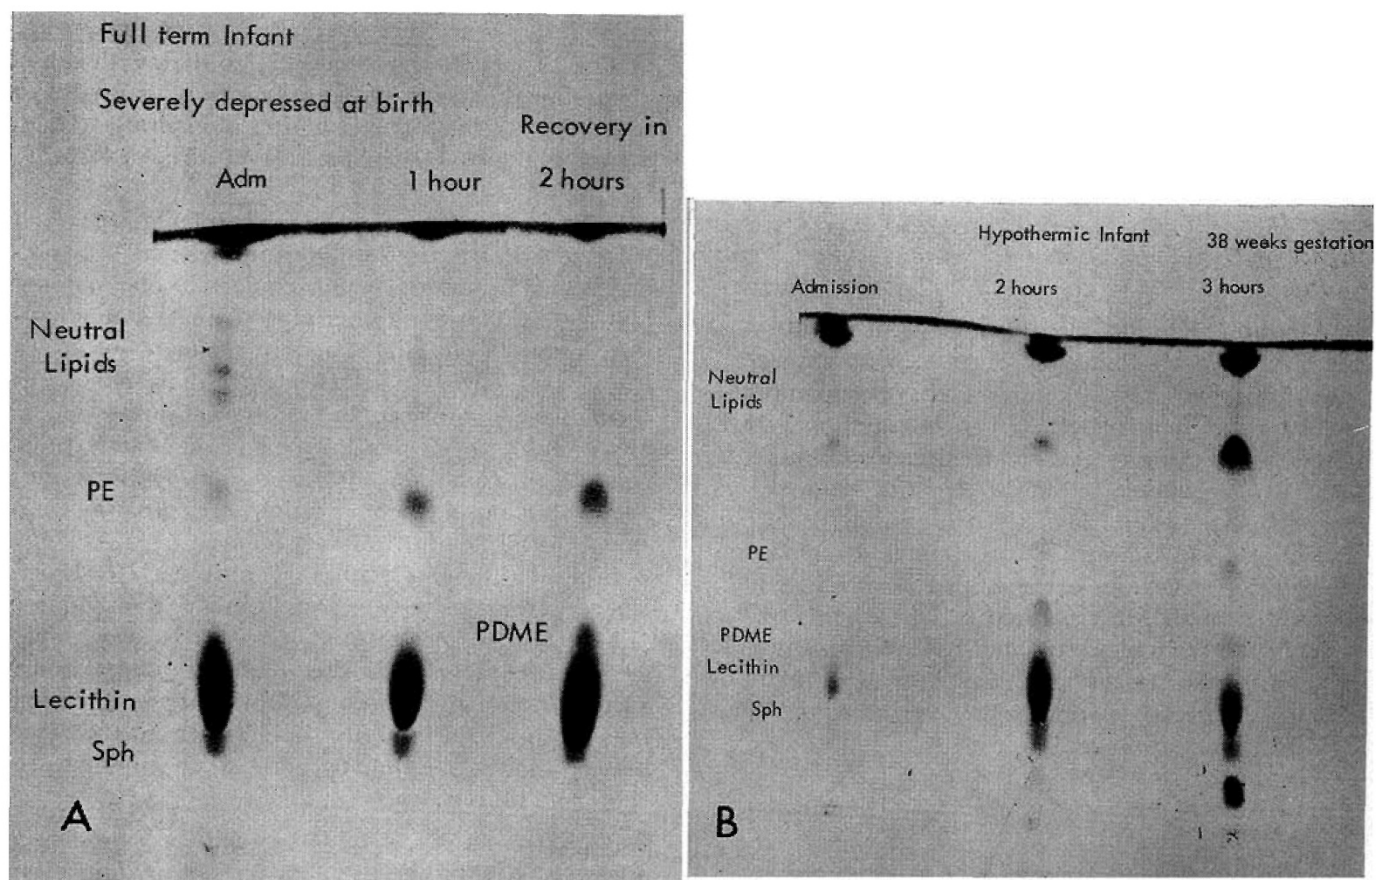 Full term Infant
Severely depressed at birth
Recovery in
Adm
1 hour
2 hours
Neutral
Lipids
PE
PDME
Lecithin
Sph
A
Hypothermic Infant
38 weeks gestation
Admission
2 hours
3 hours
Neutral
Lipids
PE
PDME
Lecithin
Sph
B